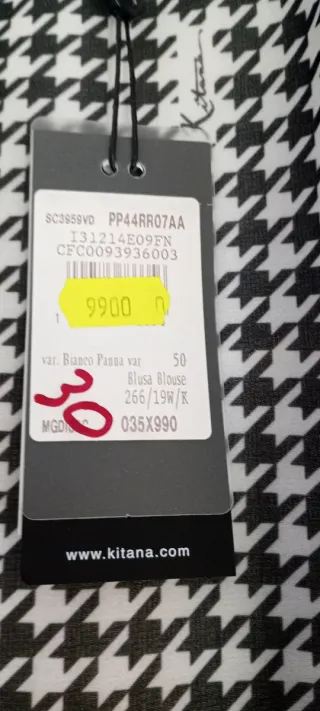 Kitana
SC3959VD PP44RR07AA
I31214E09FN
CFC0093936003
9900
var. Bianco Panna var 50
Blusa Blouse
266/19W/K
30
035X990
www.kitana.com